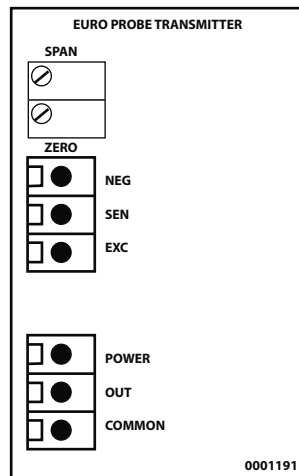 EURO PROBE TRANSMITTER
SPAN
ZERO
NEG
SEN
EXC
POWER
OUT
COMMON
0001191